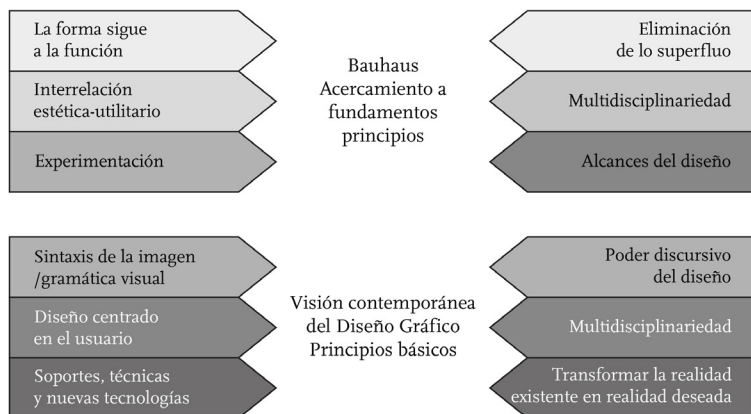 La forma sigue
a la función
Interrelación
estética-utilitario
Experimentación
Bauhaus
Acercamiento a
fundamentos
principios
Eliminación
de lo superfluo
Multidisciplinariedad
Alcances del diseño
Sintaxis de la imagen
/gramática visual
Diseño centrado
en el usuario
Soportes, técnicas
y nuevas tecnologías
Visión contemporánea
del Diseño Gráfico
Principios básicos
Poder discursivo
del diseño
Multidisciplinariedad
Transformar la realidad
existente en realidad deseada